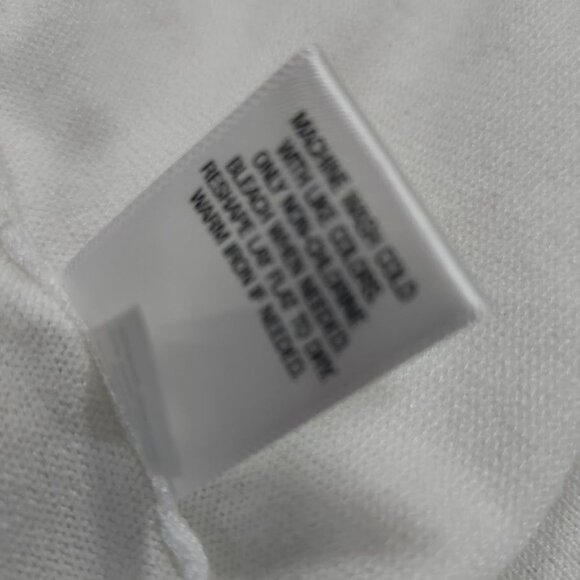 MACHINE WASH COLD
WITH LIKE COLORS.
ONLY NON-CHLORINE
BLEACH WHEN NEEDED.
RESHAPE LAY FLAT TO DRY.
WARM IRON IF NEEDED.